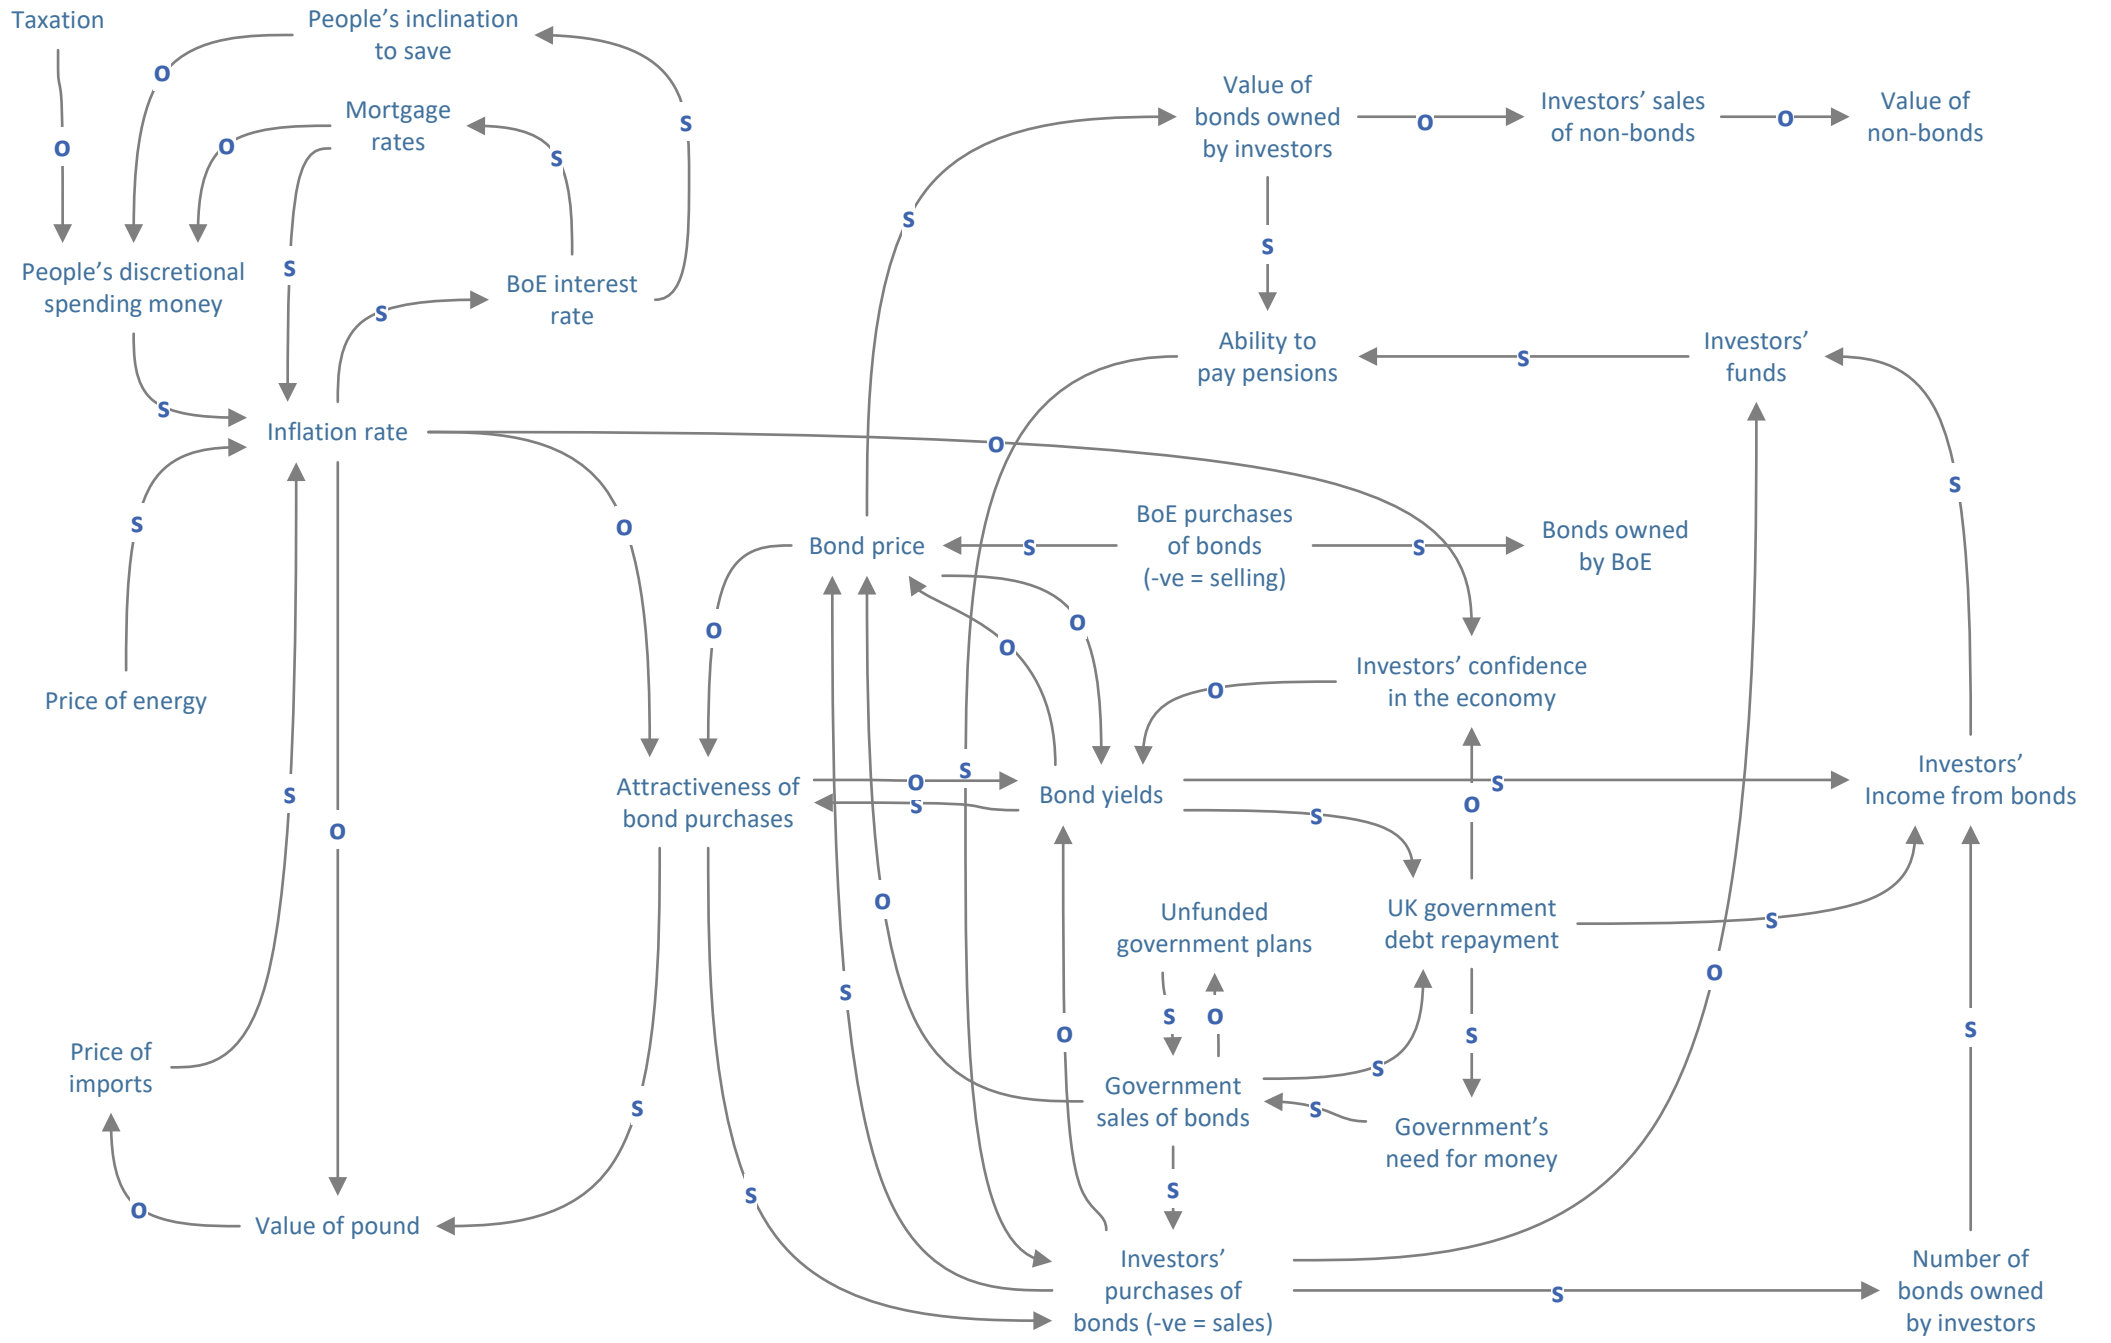 Taxation
People's inclination
to save
O
Mortgage
rates
O
S
S
O
S
People's discretional
spending money
BoE interest
rate
S
S
S
Inflation rate
S
O
O
Price of energy
S
O
Price of
imports
O
Value of pound
S
Value of
bonds owned
by investors
O
Investors' sales
of non-bonds
O
Value of
non-bonds
S
S
Ability to
pay pensions
S
Investors'
funds
O
S
Bond price
S
BoE purchases
of bonds
(-ve = selling)
S
Bonds owned
by BoE
O
O
O
Investors' confidence
in the economy
O
Attractiveness of
bond purchases
O
S
S
Bond yields
S
Investors'
Income from bonds
O
S
O
Unfunded
government plans
UK government
debt repayment
S
O
S
S
O
O
S
S
Government
sales of bonds
S
S
Government's
need for money
S
S
Investors'
purchases of
bonds (-ve = sales)
S
Number of
bonds owned
by investors